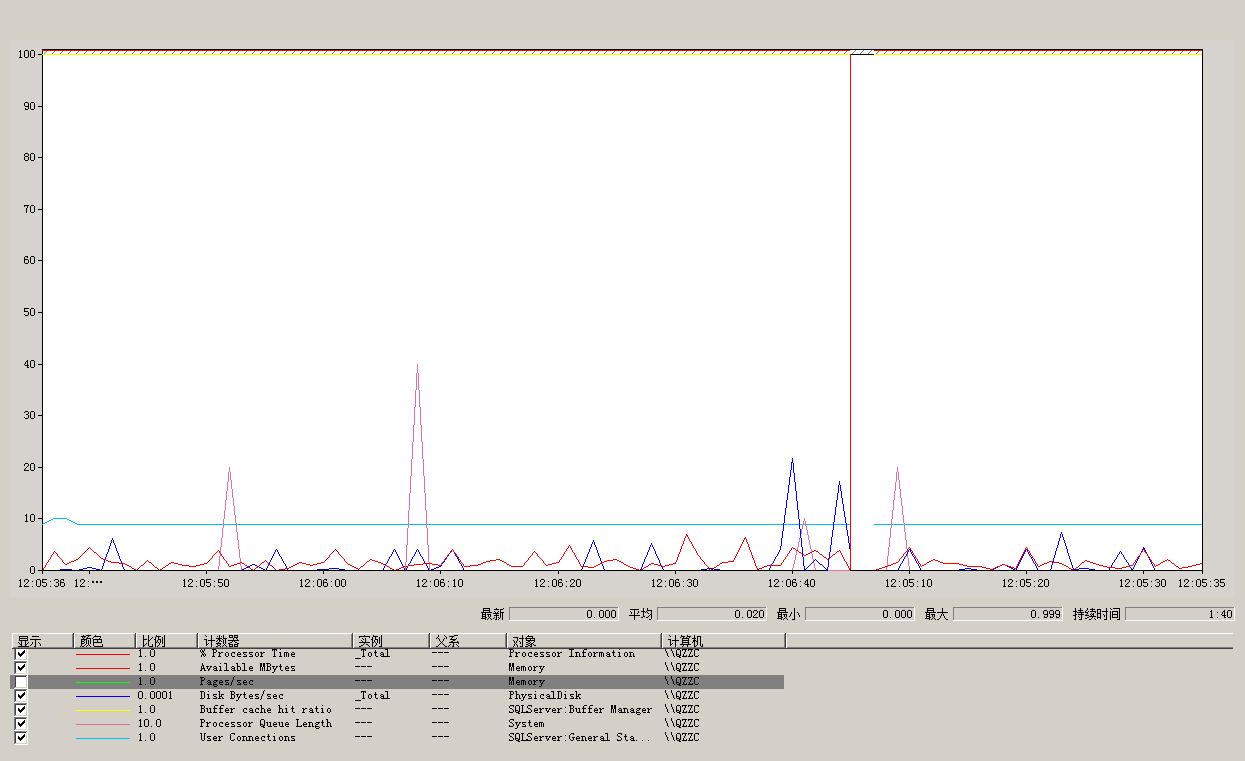 100
90
80
70
60
50
40
30
20
10
0
12:05:36 12:··· 12:05:50 12:06:00 12:06:10 12:06:20 12:06:30 12:06:40 12:05:10 12:05:20 12:05:30 12:05:35
最新 0.000 平均 0.020 最小 0.000 最大 0.999 持续时间 1:40
显示 颜色 比例 计数器 实例 父系 对象 计算机
1.0 % Processor Time _Total --- Processor Information \\QZZC
1.0 Available MBytes --- --- Memory \\QZZC
1.0 Pages/sec --- --- Memory \\QZZC
0.0001 Disk Bytes/sec _Total --- PhysicalDisk \\QZZC
1.0 Buffer cache hit ratio --- --- SQLServer:Buffer Manager \\QZZC
10.0 Processor Queue Length --- --- System \\QZZC
1.0 User Connections --- --- SQLServer:General Sta... \\QZZC